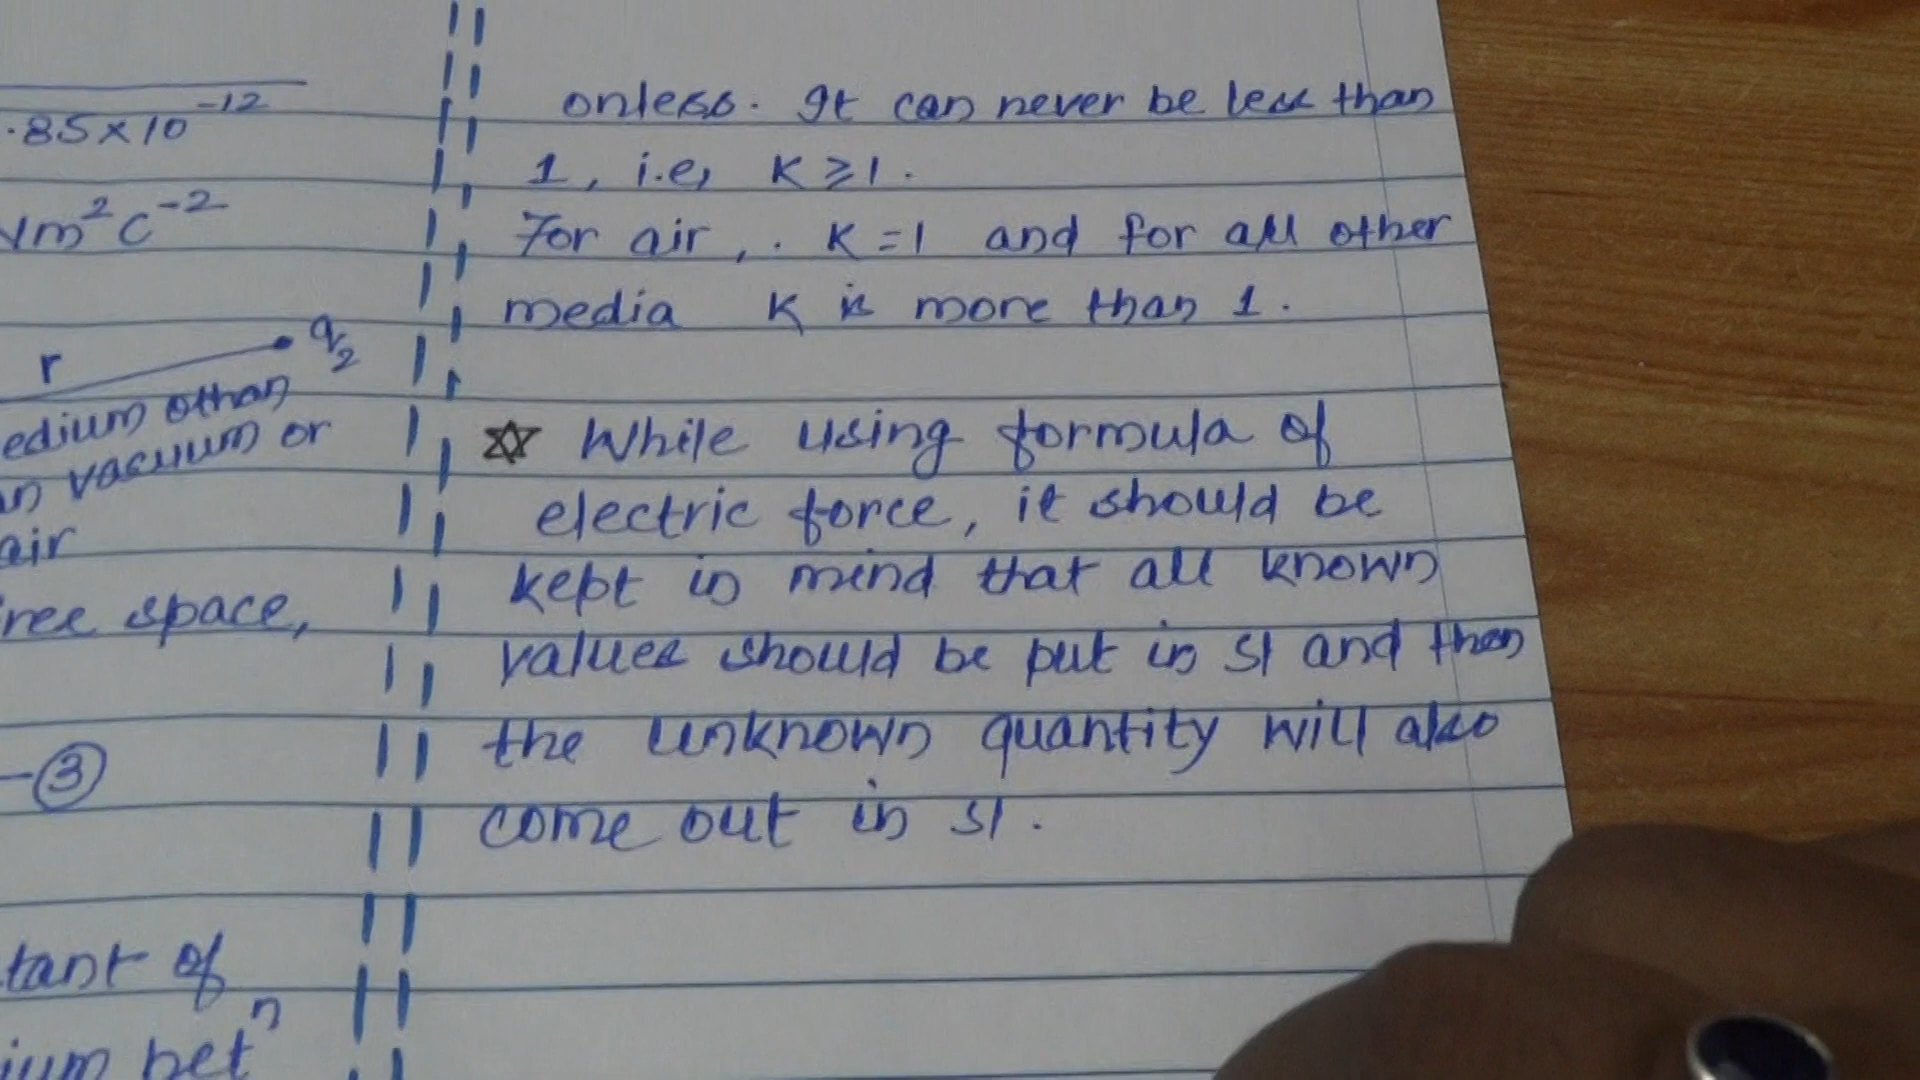 .85×10⁻¹²
m²c⁻²
r
q₂
edium othan
n vacuum or
air
ree space,
-③
tant of
ium betⁿ
onless. It can never be less than
1, i.e, K ⩾ 1.
For air, . K = 1 and for all other
media K is more than 1.
☆ While using formula of
electric force, it should be
kept in mind that all known
values should be put in SI and then
the unknown quantity will also
come out in SI.